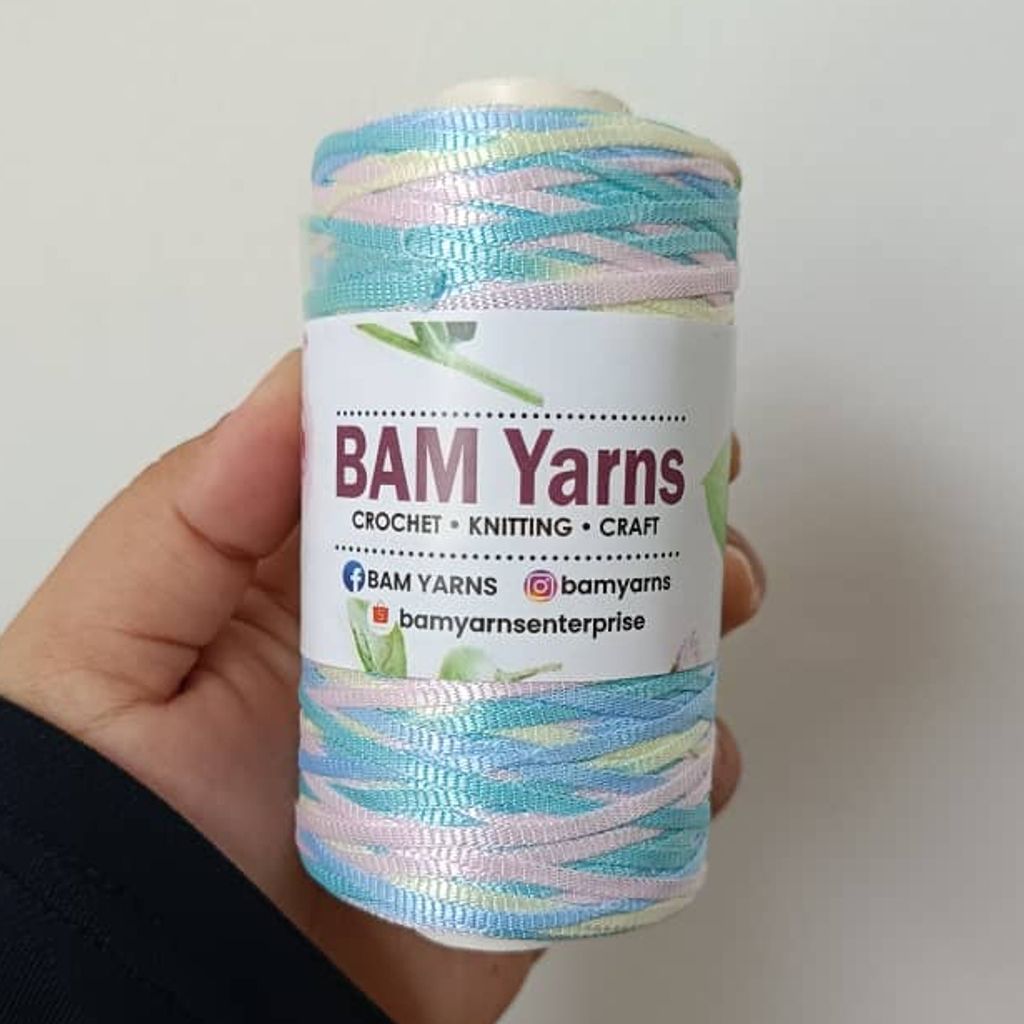 BAM Yarns
CROCHET • KNITTING • CRAFT
BAM YARNS bamyarns
bamyarnsenterprise